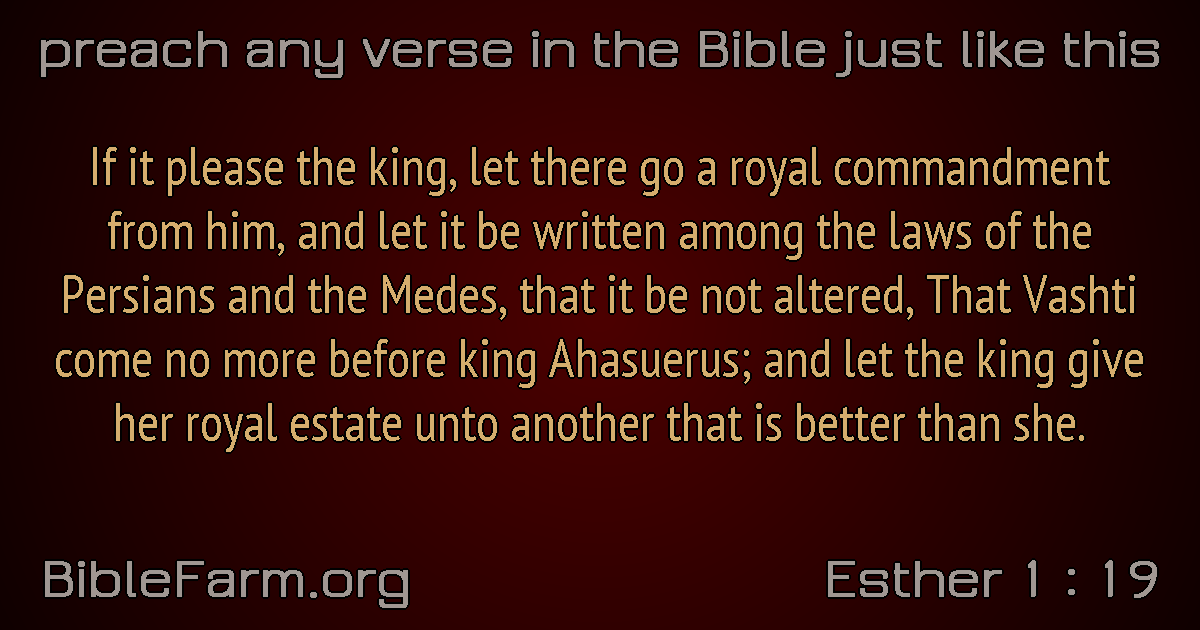 preach any verse in the Bible just like this
If it please the king, let there go a royal commandment
from him, and let it be written among the laws of the
Persians and the Medes, that it be not altered, That Vashti
come no more before king Ahasuerus; and let the king give
her royal estate unto another that is better than she.
BibleFarm.org
Esther 1 : 19